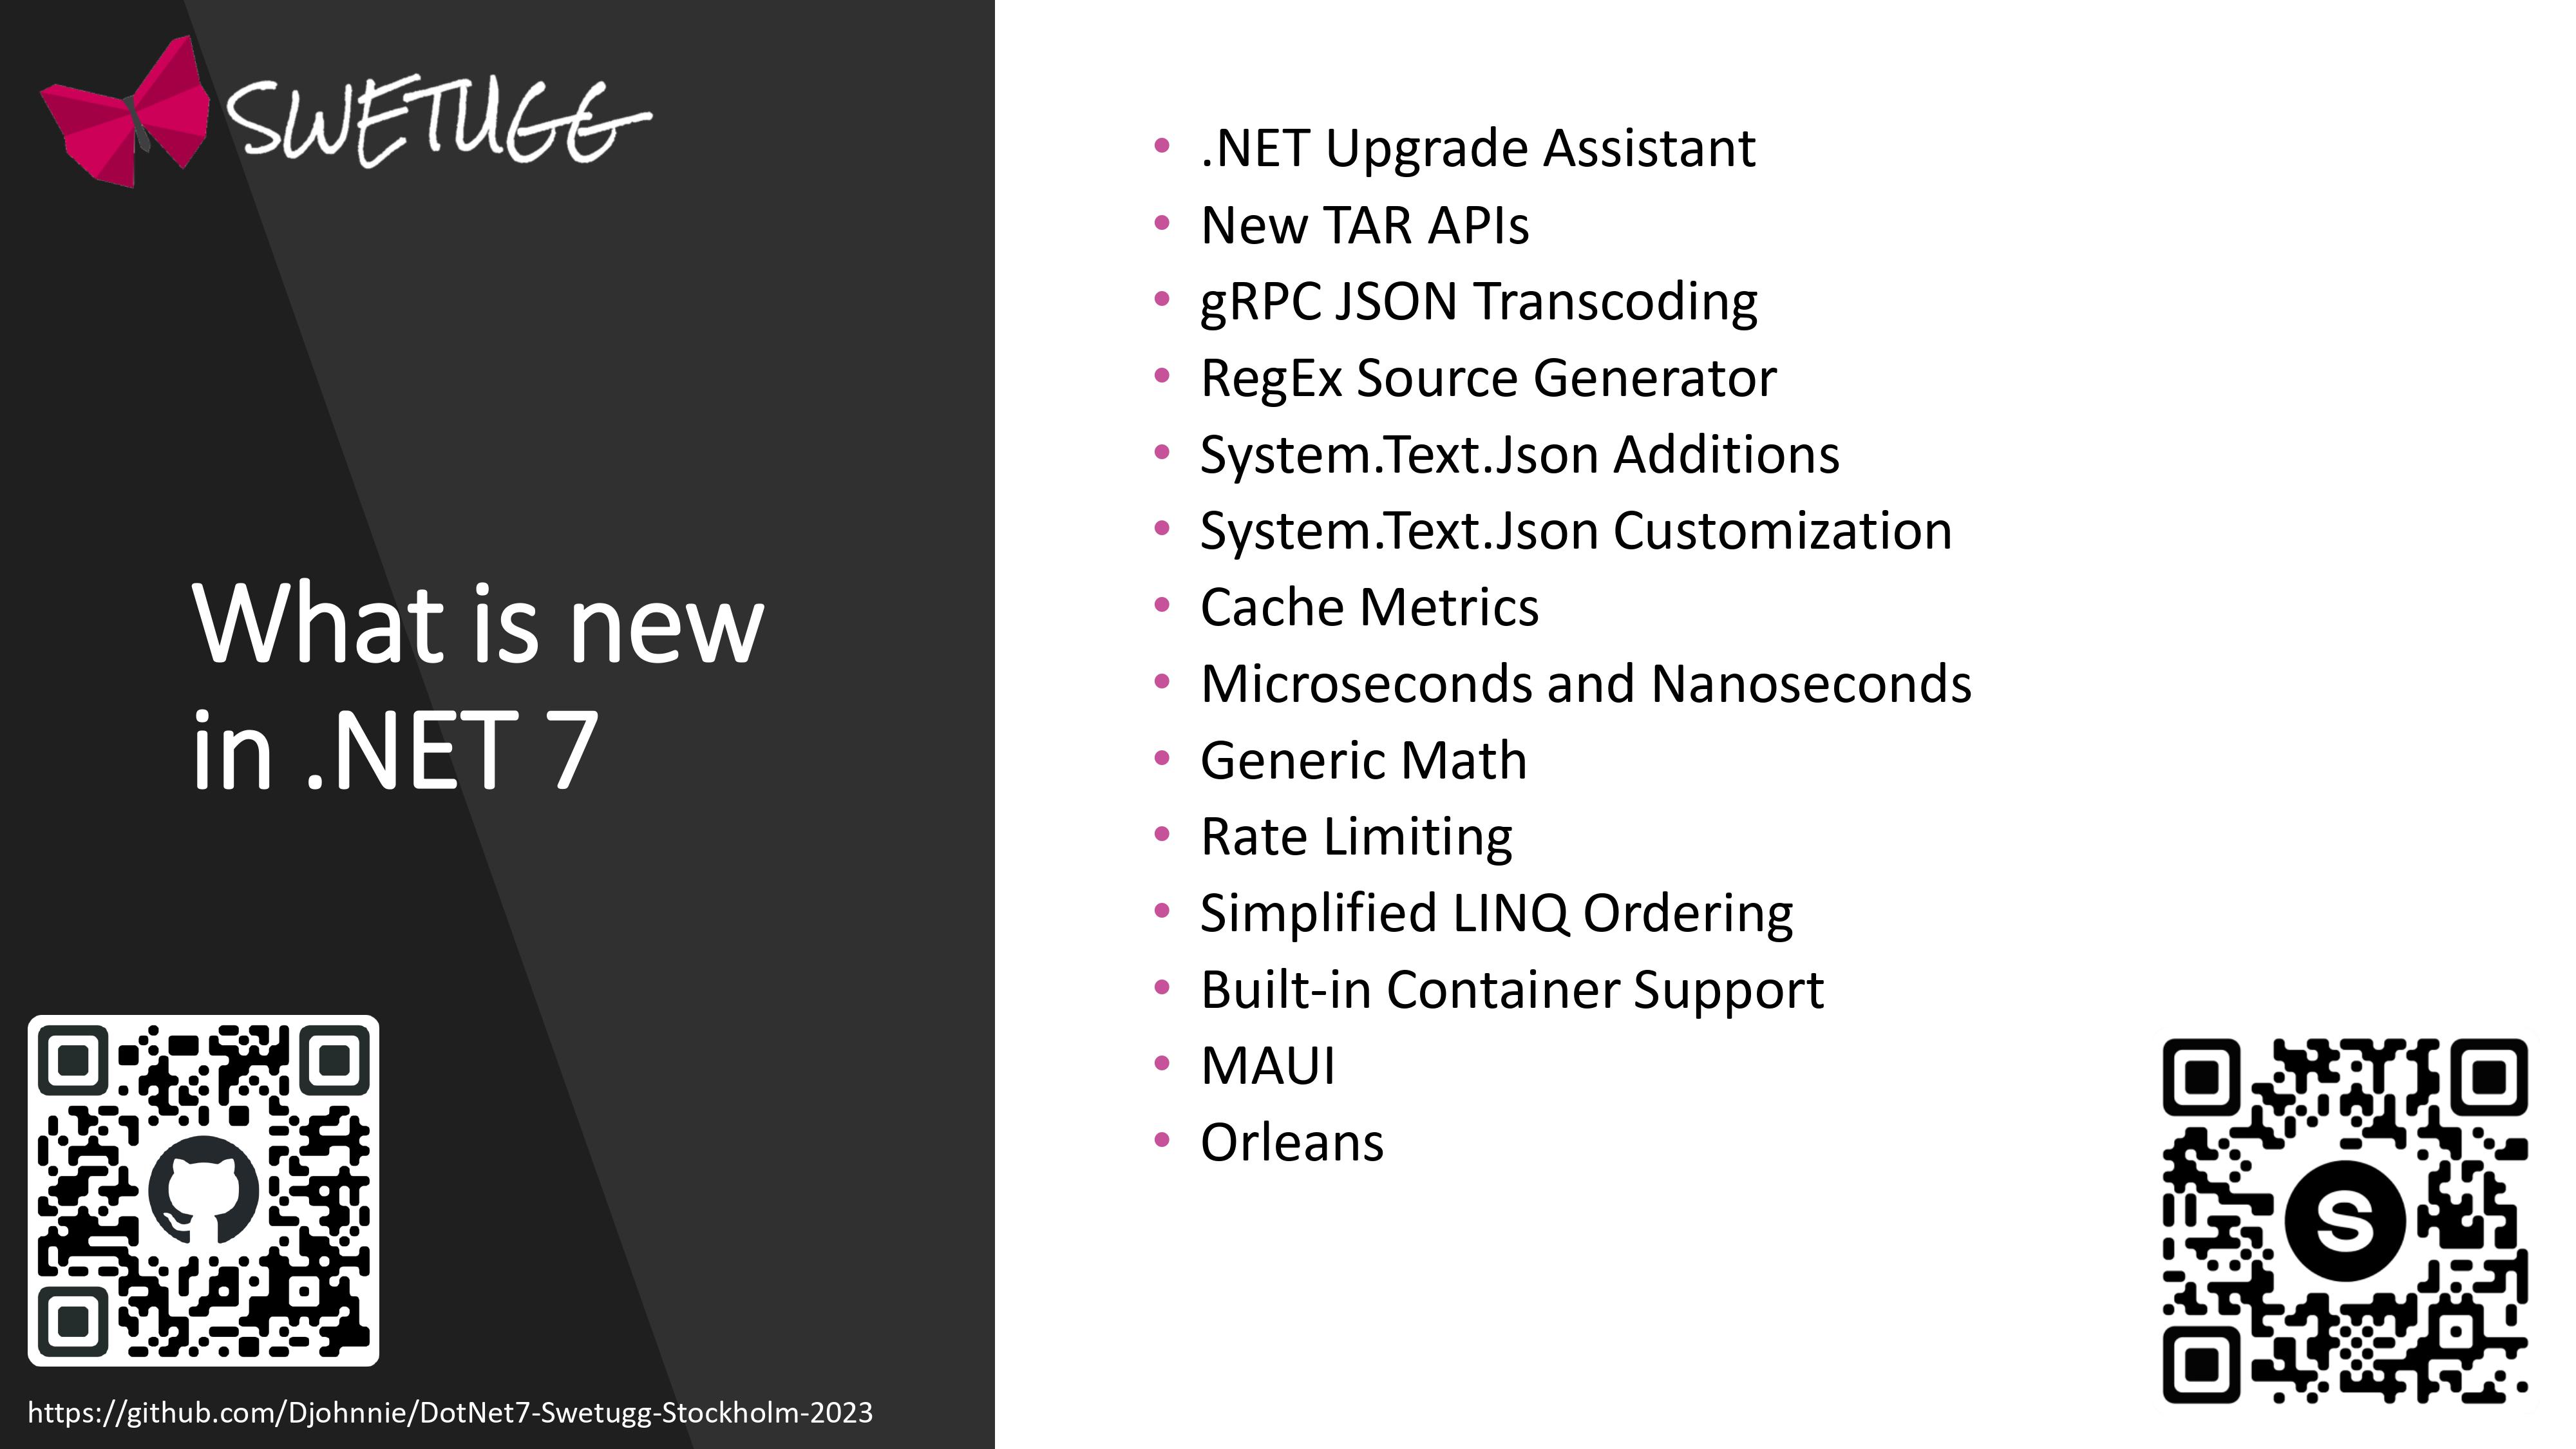 SWETUGG
What is new
in .NET 7
https://github.com/Djohnnie/DotNet7-Swetugg-Stockholm-2023
• .NET Upgrade Assistant
• New TAR APIs
• gRPC JSON Transcoding
• RegEx Source Generator
• System.Text.Json Additions
• System.Text.Json Customization
• Cache Metrics
• Microseconds and Nanoseconds
• Generic Math
• Rate Limiting
• Simplified LINQ Ordering
• Built-in Container Support
• MAUI
• Orleans
S